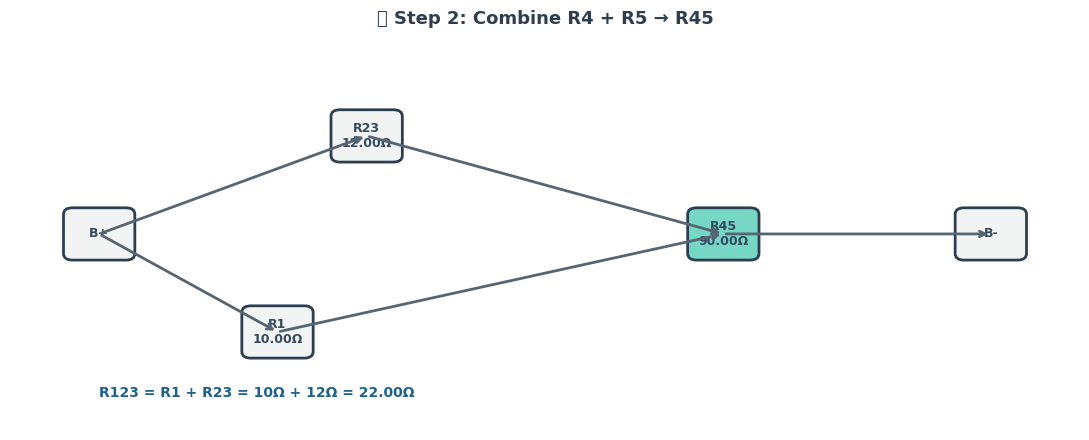 Step 2: Combine R4 + R5 → R45
R23
12.00Ω
B+
R45
90.00Ω
B-
R1
10.00Ω
R123 = R1 + R23 = 10Ω + 12Ω = 22.00Ω